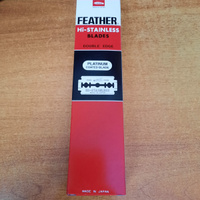 FEATHER
HI-STAINLESS
BLADES
DOUBLE EDGE
PLATINUM
MADE IN JAPAN